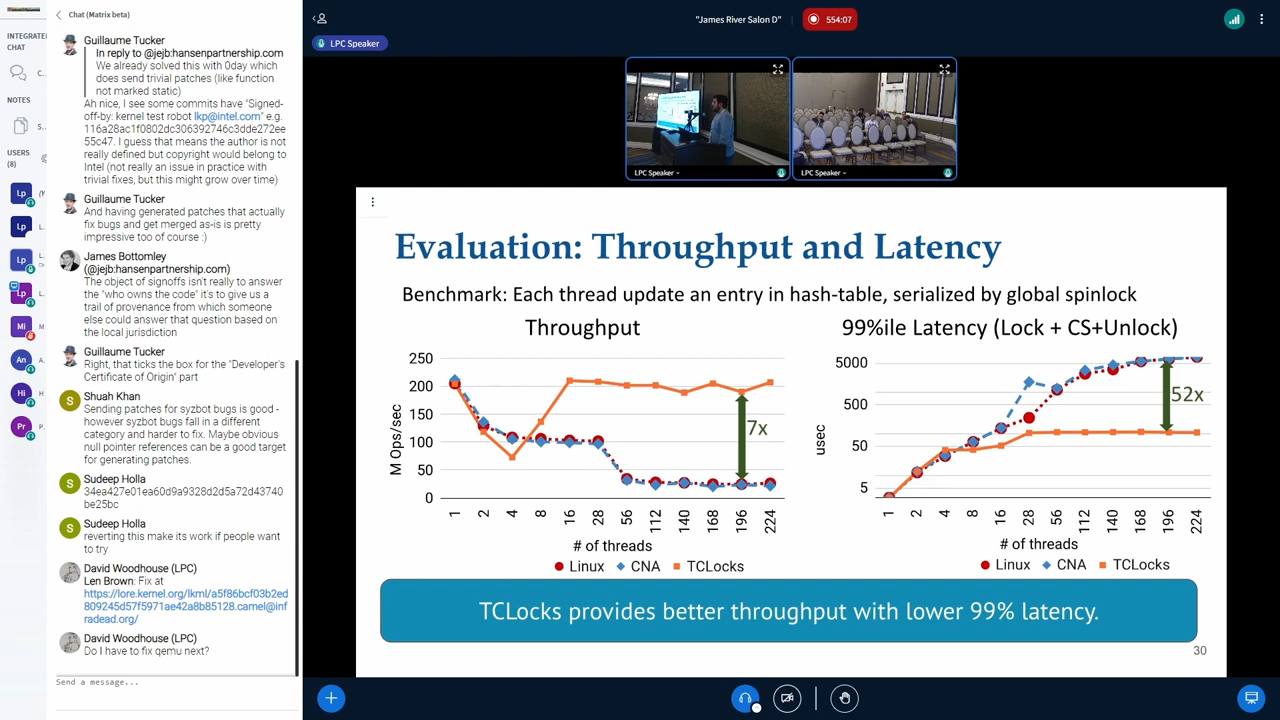 INTEGRATE
CHAT
C..
NOTES
S..
USERS
(8)
Lp
Lp
L.
Lp
L.
Lp
L.
Mi
M
An
A
Hi
H
Pr
P.
Chat (Matrix beta)
Guillaume Tucker
In reply to @jejb:hansenpartnership.com
We already solved this with 0day which
does send trivial patches (like function
not marked static)
Ah nice, I see some commits have "Signed-
off-by: kernel test robot lkp@intel.com" e.g.
116a28ac1f0802dc306392746c3dde272ee
55c47. I guess that means the author is not
really defined but copyright would belong to
Intel (not really an issue in practice with
trivial fixes, but this might grow over time)
Guillaume Tucker
And having generated patches that actually
fix bugs and get merged as-is is pretty
impressive too of course :)
James Bottomley
(@jejb:hansenpartnership.com)
The object of signoffs isn't really to answer
the "who owns the code" it's to give us a
trail of provenance from which someone
else could answer that question based on
the local jurisdiction
Guillaume Tucker
Right, that ticks the box for the "Developer's
Certificate of Origin" part
Shuah Khan
Sending patches for syzbot bugs is good -
however syzbot bugs fall in a different
category and harder to fix. Maybe obvious
null pointer references can be a good target
for generating patches.
Sudeep Holla
34ea427e01ea60d9a9328d2d5a72d43740
be25bc
Sudeep Holla
reverting this make its work if people want
to try
David Woodhouse (LPC)
Len Brown: Fix at
https://lore.kernel.org/lkml/a5f86bcf03b2ed
809245d57f5971ae42a8b85128.camel@inf
radead.org/
David Woodhouse (LPC)
Do I have to fix qemu next?
Send a message...
"James River Salon D"
554:07
LPC Speaker
LPC Speaker
LPC Speaker
Evaluation: Throughput and Latency
Benchmark: Each thread update an entry in hash-table, serialized by global spinlock
Throughput
250
200
150
100
50
0
M Ops/sec
7x
1 2 4 8 16 28 56 112 140 168 196 224
# of threads
Linux CNA TCLocks
99%ile Latency (Lock + CS+Unlock)
5000
500
50
5
usec
52x
1 2 4 8 16 28 56 112 140 168 196 224
# of threads
Linux CNA TCLocks
TCLocks provides better throughput with lower 99% latency.
30